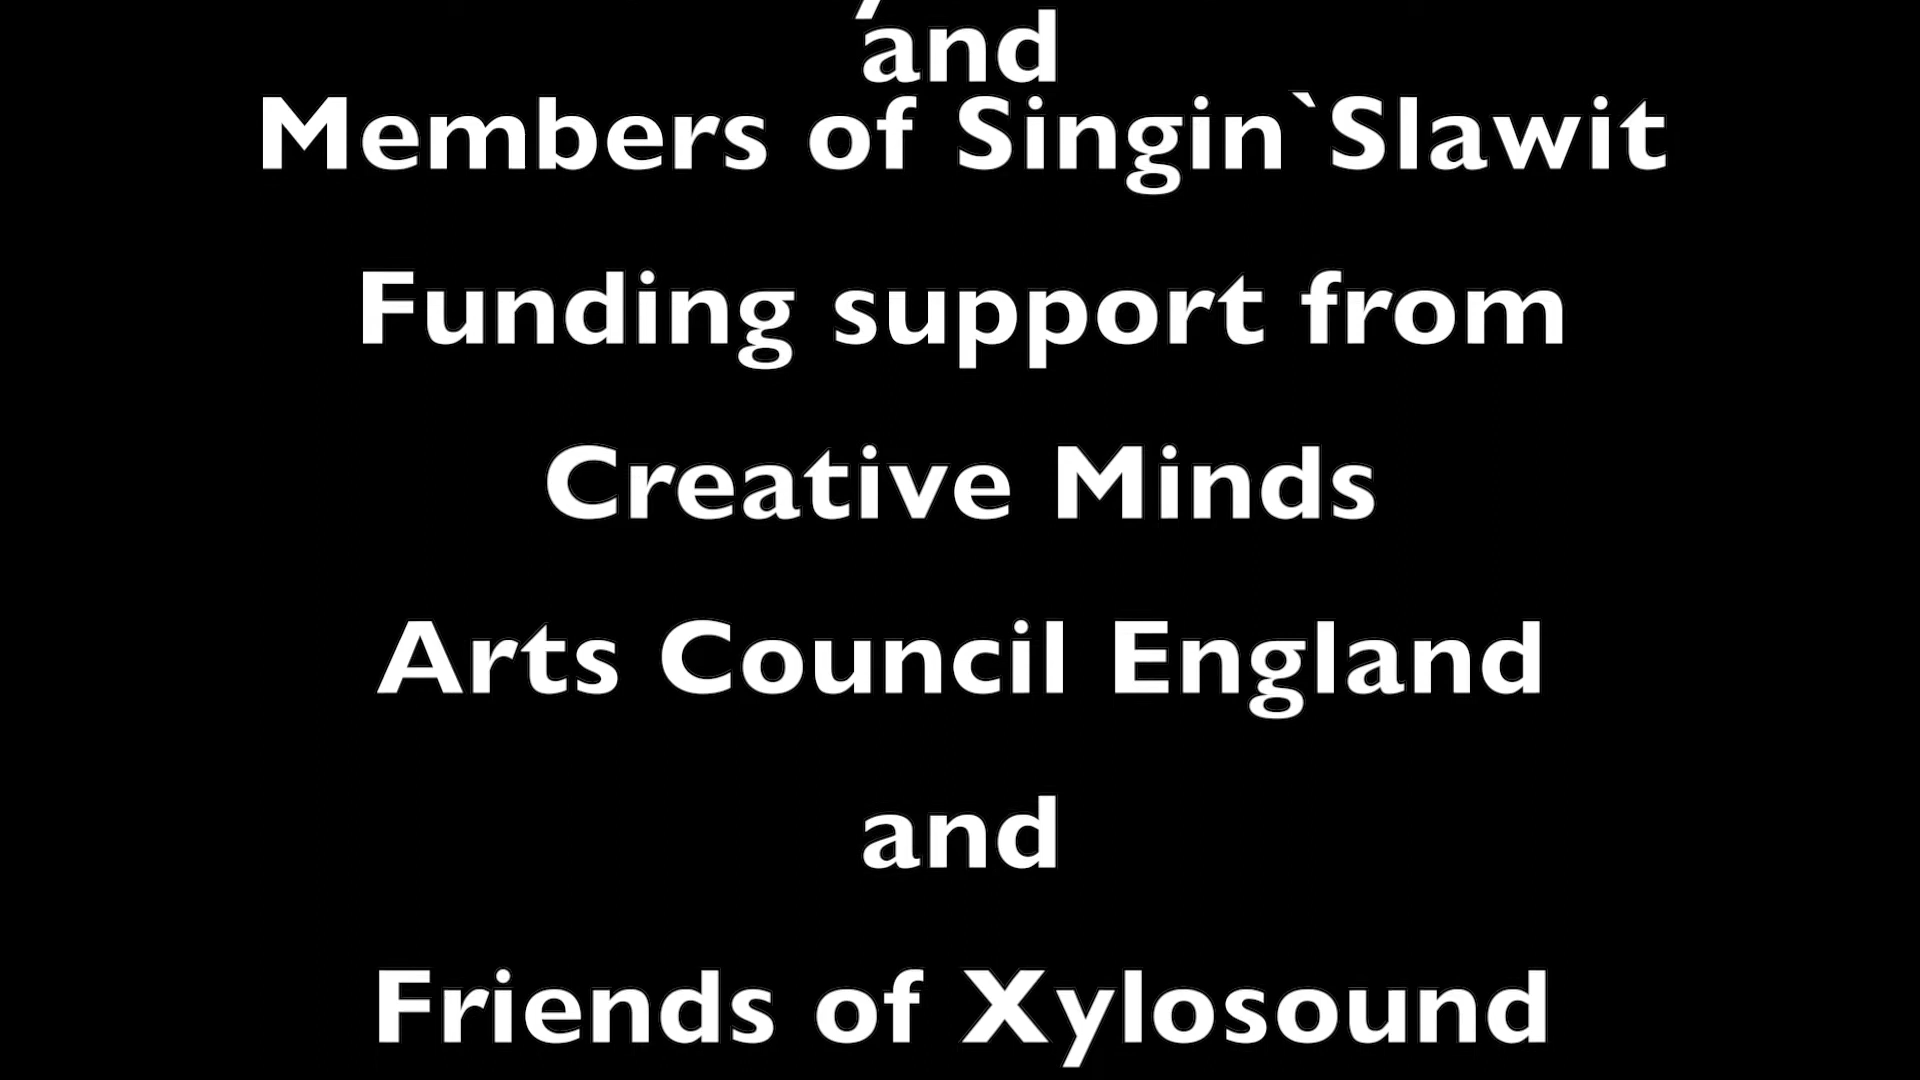 and
Members of Singin`Slawit
Funding support from
Creative Minds
Arts Council England
and
Friends of Xylosound